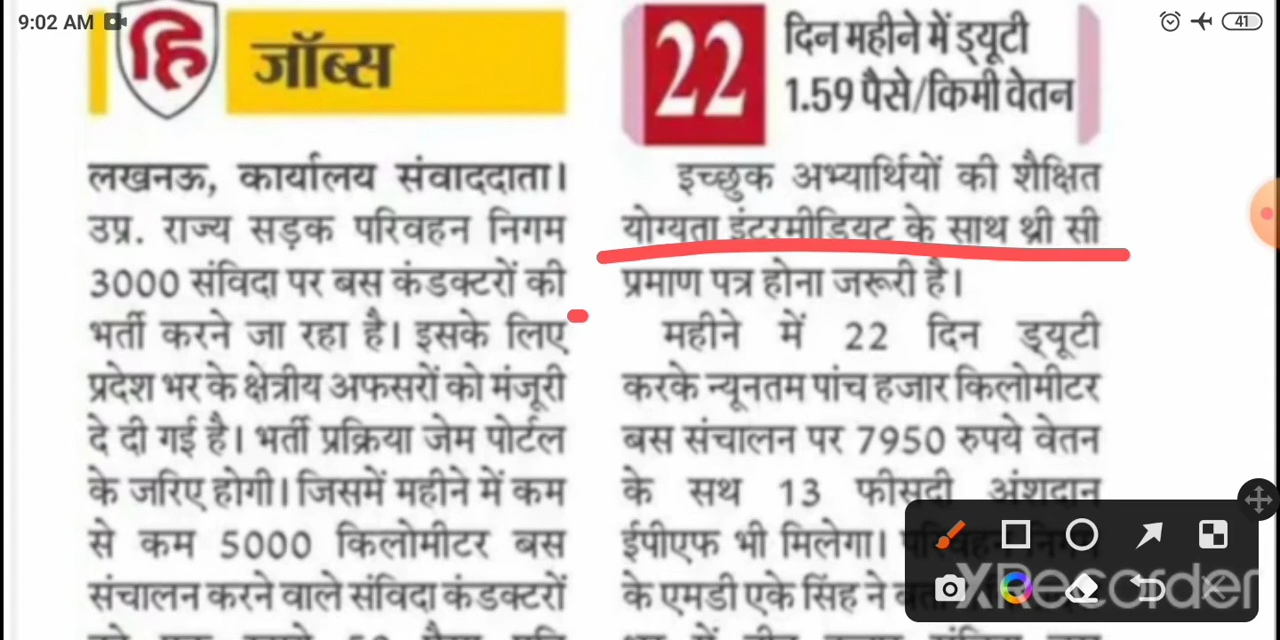 9:02 AM
41
हि
जॉब्स
लखनऊ, कार्यालय संवाददाता।
उप्र. राज्य सड़क परिवहन निगम
3000 संविदा पर बस कंडक्टरों की
भर्ती करने जा रहा है। इसके लिए
प्रदेश भर के क्षेत्रीय अफसरों को मंजूरी
दे दी गई है। भर्ती प्रक्रिया जेम पोर्टल
के जरिए होगी। जिसमें महीने में कम
से कम 5000 किलोमीटर बस
संचालन करने वाले संविदा कंडक्टरों
22
दिन महीने में ड्यूटी
1.59 पैसे/किमी वेतन
इच्छुक अभ्यार्थियों की शैक्षित
योग्यता इंटरमीडियट के साथ थ्री सी
प्रमाण पत्र होना जरूरी है।
महीने में 22 दिन ड्यूटी
करके न्यूनतम पांच हजार किलोमीटर
बस संचालन पर 7950 रुपये वेतन
के सथ 13 फीसदी अंशदान
ईपीएफ भी मिलेगा।
के एमडी एके सिंह ने
XRecorder